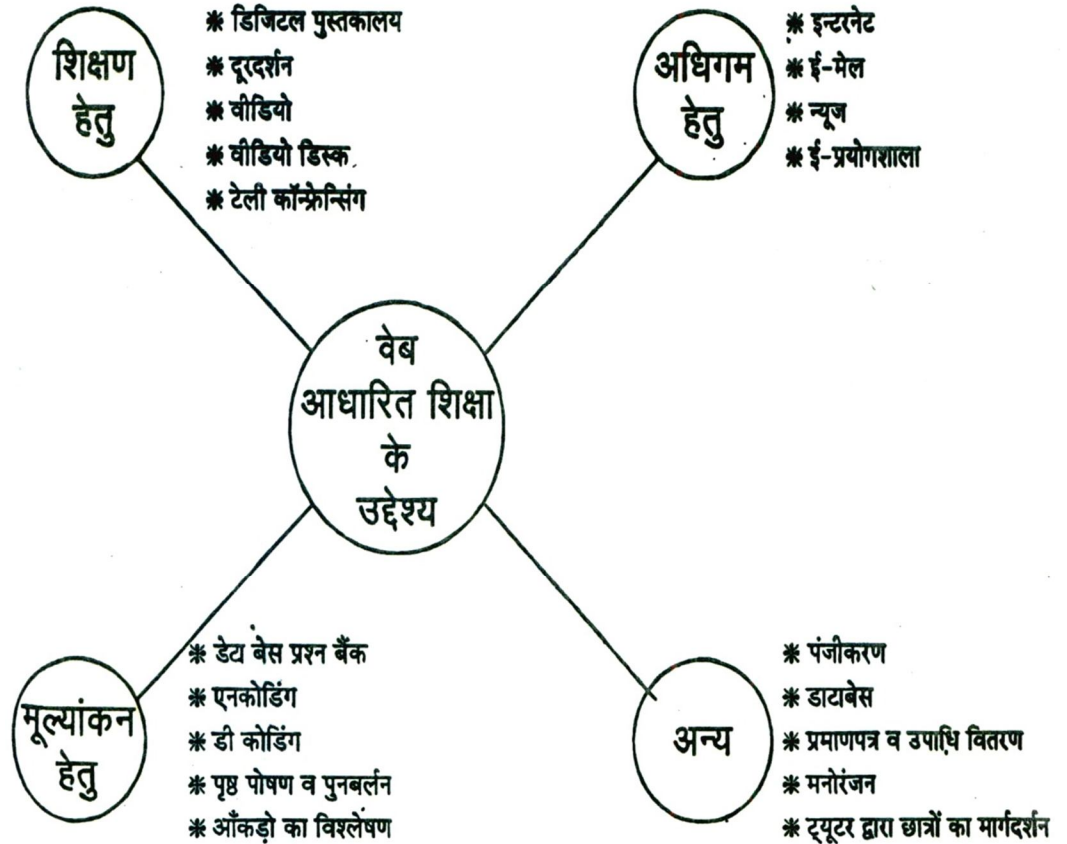 शिक्षण
हेतु
* डिजिटल पुस्तकालय
* दूरदर्शन
* वीडियो
* वीडियो डिस्क
* टेली कॉन्फ्रेन्सिंग
अधिगम
हेतु
* इन्टरनेट
* ई-मेल
* न्यूज
* ई-प्रयोगशाला
वेब
आधारित शिक्षा
के
उद्देश्य
मूल्यांकन
हेतु
* डेटा बेस प्रश्न बैंक
* एनकोडिंग
* डी कोडिंग
* पृष्ठ पोषण व पुनबर्लन
* आँकड़ो का विश्लेषण
अन्य
* पंजीकरण
* डाटाबेस
* प्रमाणपत्र व उपाधि वितरण
* मनोरंजन
* ट्यूटर द्वारा छात्रों का मार्गदर्शन